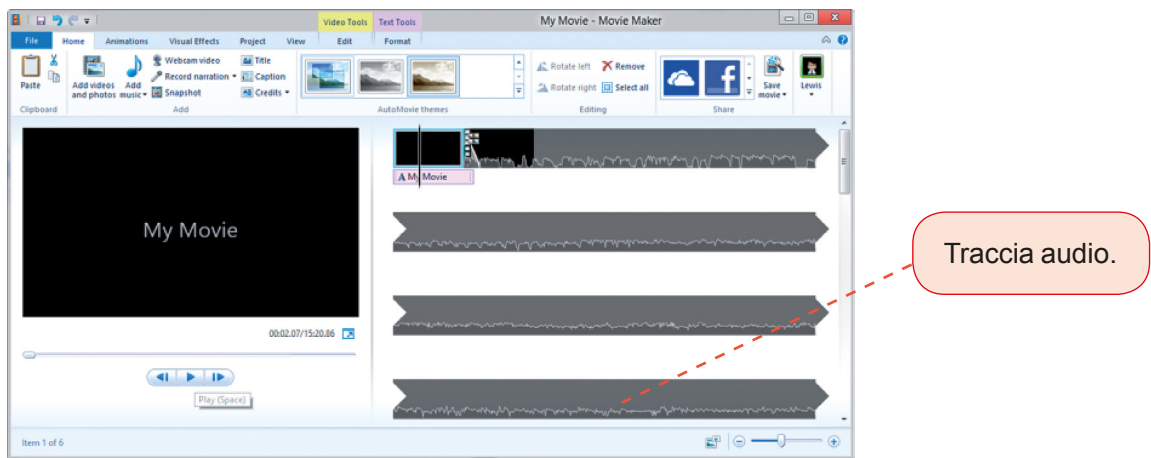 Video Tools Text Tools My Movie - Movie Maker
File Home Animations Visual Effects Project View Edit Format
Paste
Clipboard
Add videos and photos
Add music
Webcam video
Record narration
Snapshot
Title
Caption
Credits
Add
AutoMovie themes
Rotate left
Rotate right
Remove
Select all
Editing
Share
Save movie
Lewis
My Movie
00:02.07/15:20.86
Play (Space)
A My Movie
Traccia audio.
Item 1 of 6